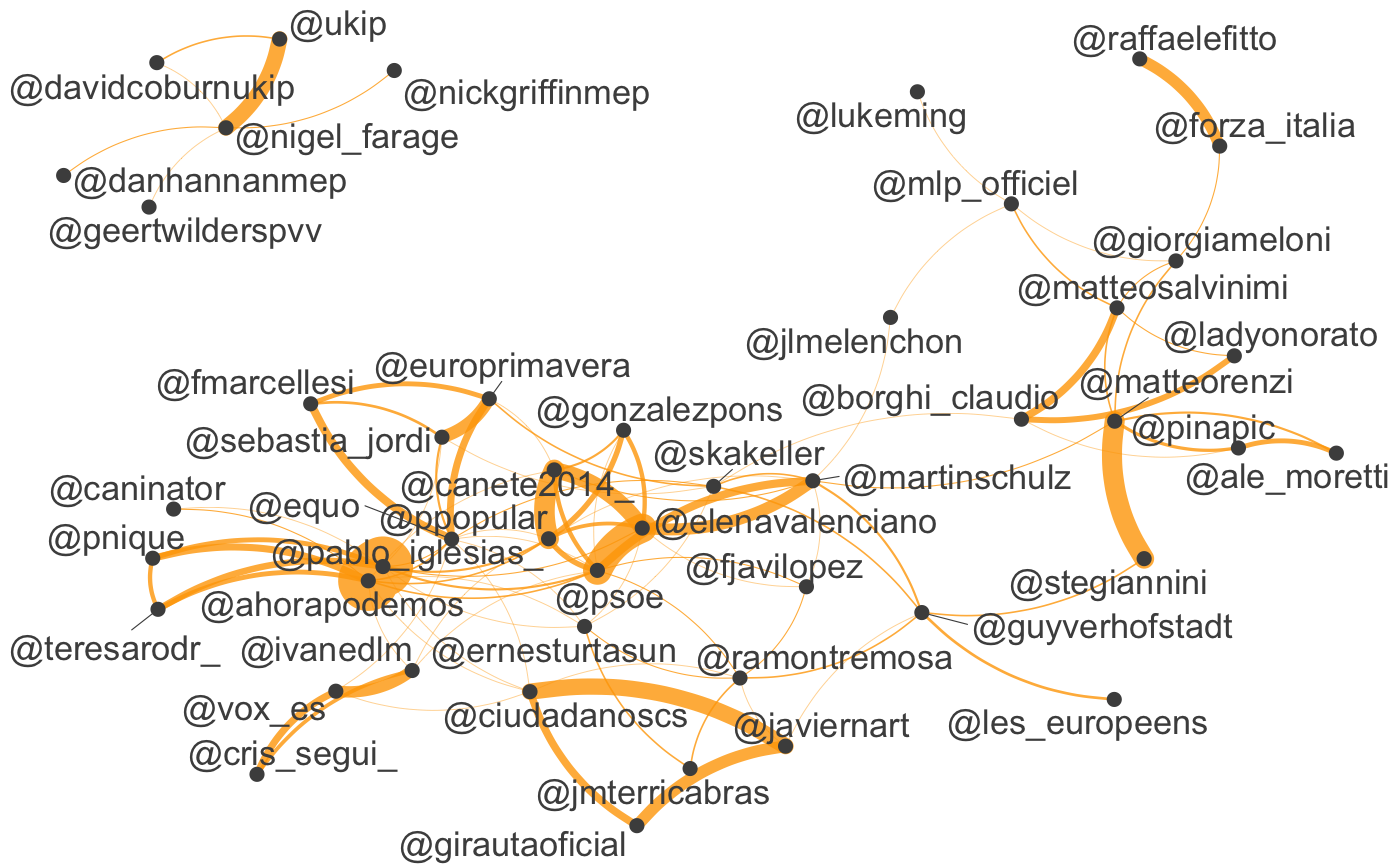 @ukip
@raffaelefitto
@davidcoburnukip
@nickgriffinmep
@lukeming
@forza_italia
@nigel_farage
@danhannanmep
@mlp_officiel
@geertwilderspvv
@giorgiameloni
@matteosalvinimi
@jlmelenchon
@ladyonorato
@europrimavera
@fmarcellesi
@matteorenzi
@borghi_claudio
@gonzalezpons
@sebastia_jordi
@pinapic
@skakeller
@ale_moretti
@martinschulz
@caninator
@canete2014_
@equo
@ppopular
@elenavalenciano
@pnique
@pablo_iglesias_
@fjavilopez
@stegiannini
@psoe
@ahorapodemos
@guyverhofstadt
@teresarodr_
@ivanedlm
@ernesturtasun
@ramontremosa
@vox_es
@ciudadanoscs
@javiernart
@les_europeens
@cris_segui_
@jmterricabras
@girautaoficial